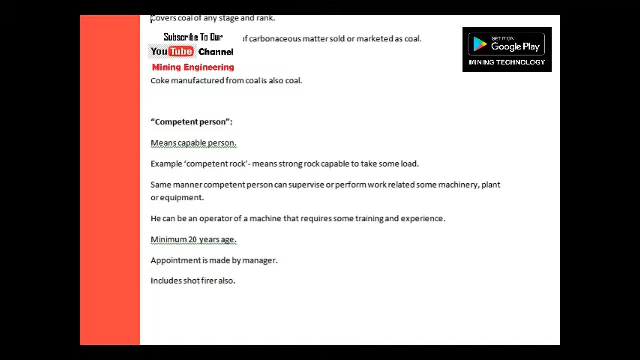 Covers coal of any stage and rank.
Subscribe To Our
of carbonaceous matter sold or marketed as coal.
YouTube Channel
Mining Engineering
GET IT ON
Google Play
MINING TECHNOLOGY
Coke manufactured from coal is also coal.
"Competent person":
Means capable person.
Example 'competent rock'- means strong rock capable to take some load.
Same manner competent person can supervise or perform work related some machinery, plant
or equipment.
He can be an operator of a machine that requires some training and experience.
Minimum 20 years age.
Appointment is made by manager.
Includes shot firer also.